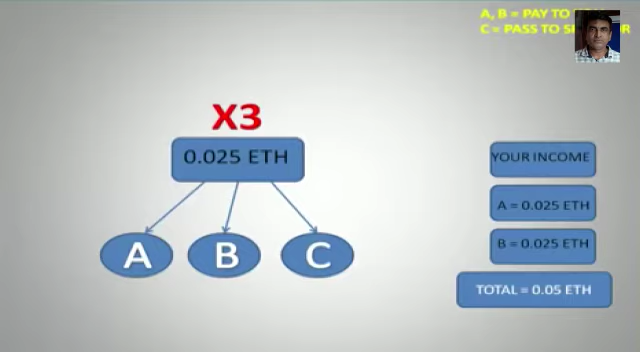 A, B = PAY TO
C = PASS TO
X3
0.025 ETH
A B C
YOUR INCOME
A = 0.025 ETH
B = 0.025 ETH
TOTAL = 0.05 ETH